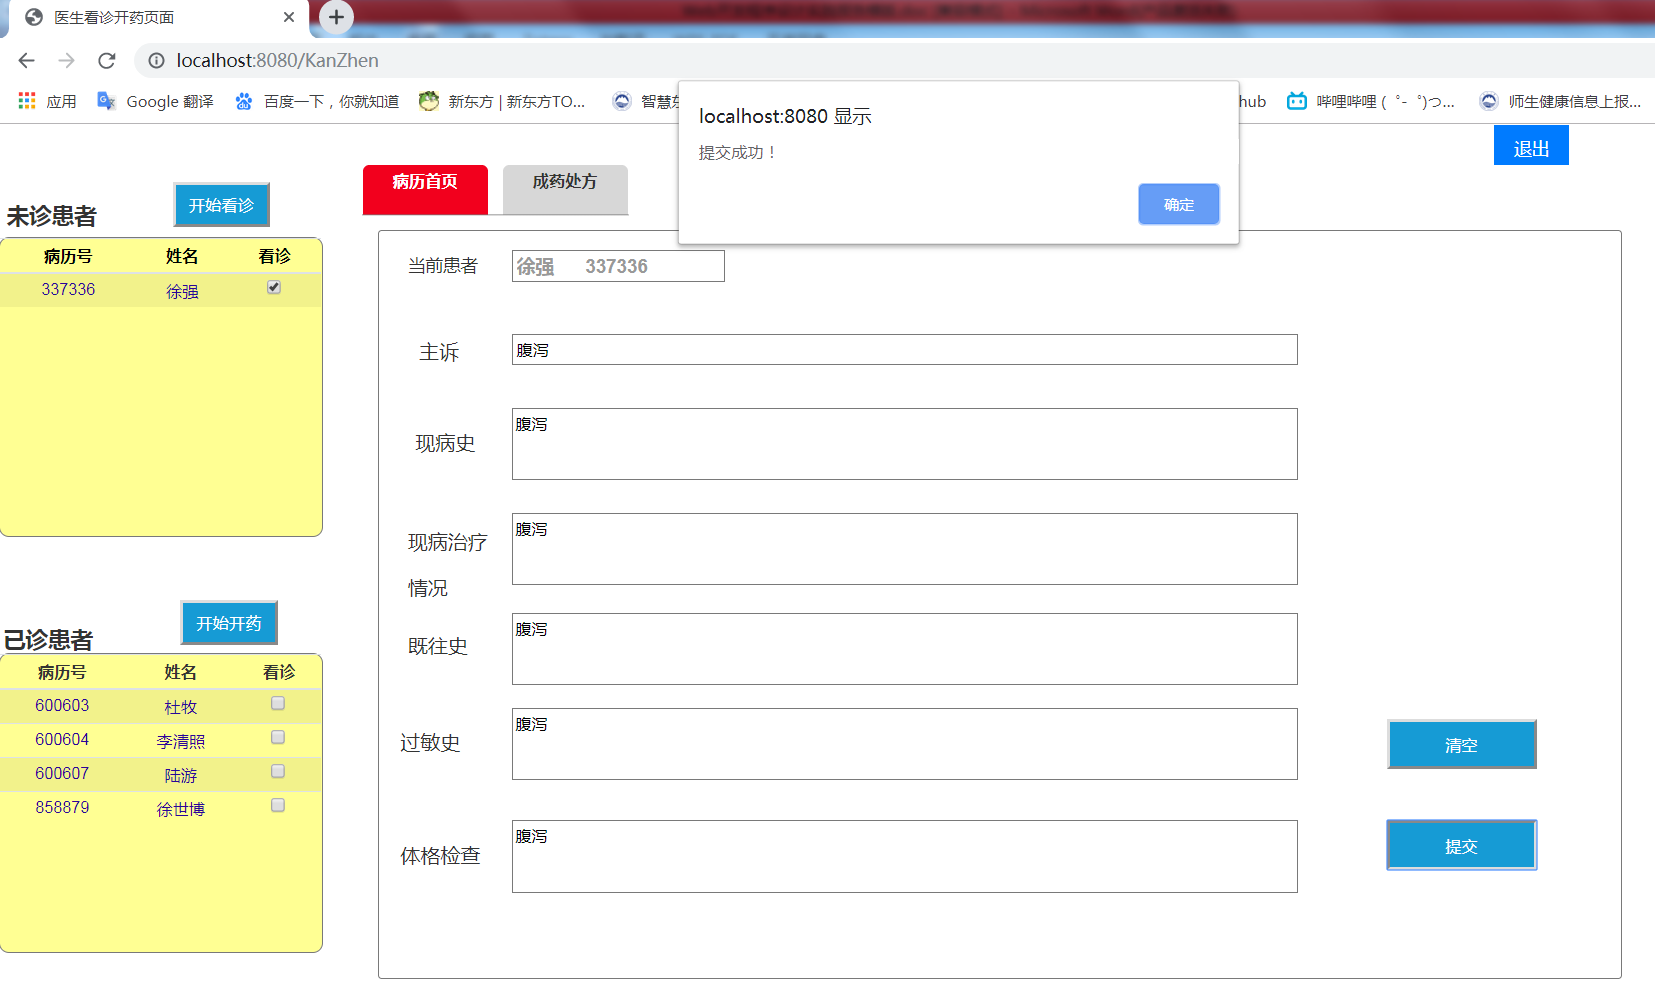 医生看诊开药页面
localhost:8080/KanZhen
应用 Google 翻译 百度一下，你就知道 新东方 | 新东方TO... 智慧东 hub 哔哩哔哩 (゜-゜)つ... 师生健康信息上报...
localhost:8080 显示
提交成功！
确定
退出
病历首页 成药处方
未诊患者 开始看诊
病历号 姓名 看诊
337336 徐强
已诊患者 开始开药
病历号 姓名 看诊
600603 杜牧
600604 李清照
600607 陆游
858879 徐世博
当前患者 徐强 337336
主诉 腹泻
现病史 腹泻
现病治疗
情况
腹泻
既往史 腹泻
过敏史 腹泻
体格检查 腹泻
清空
提交